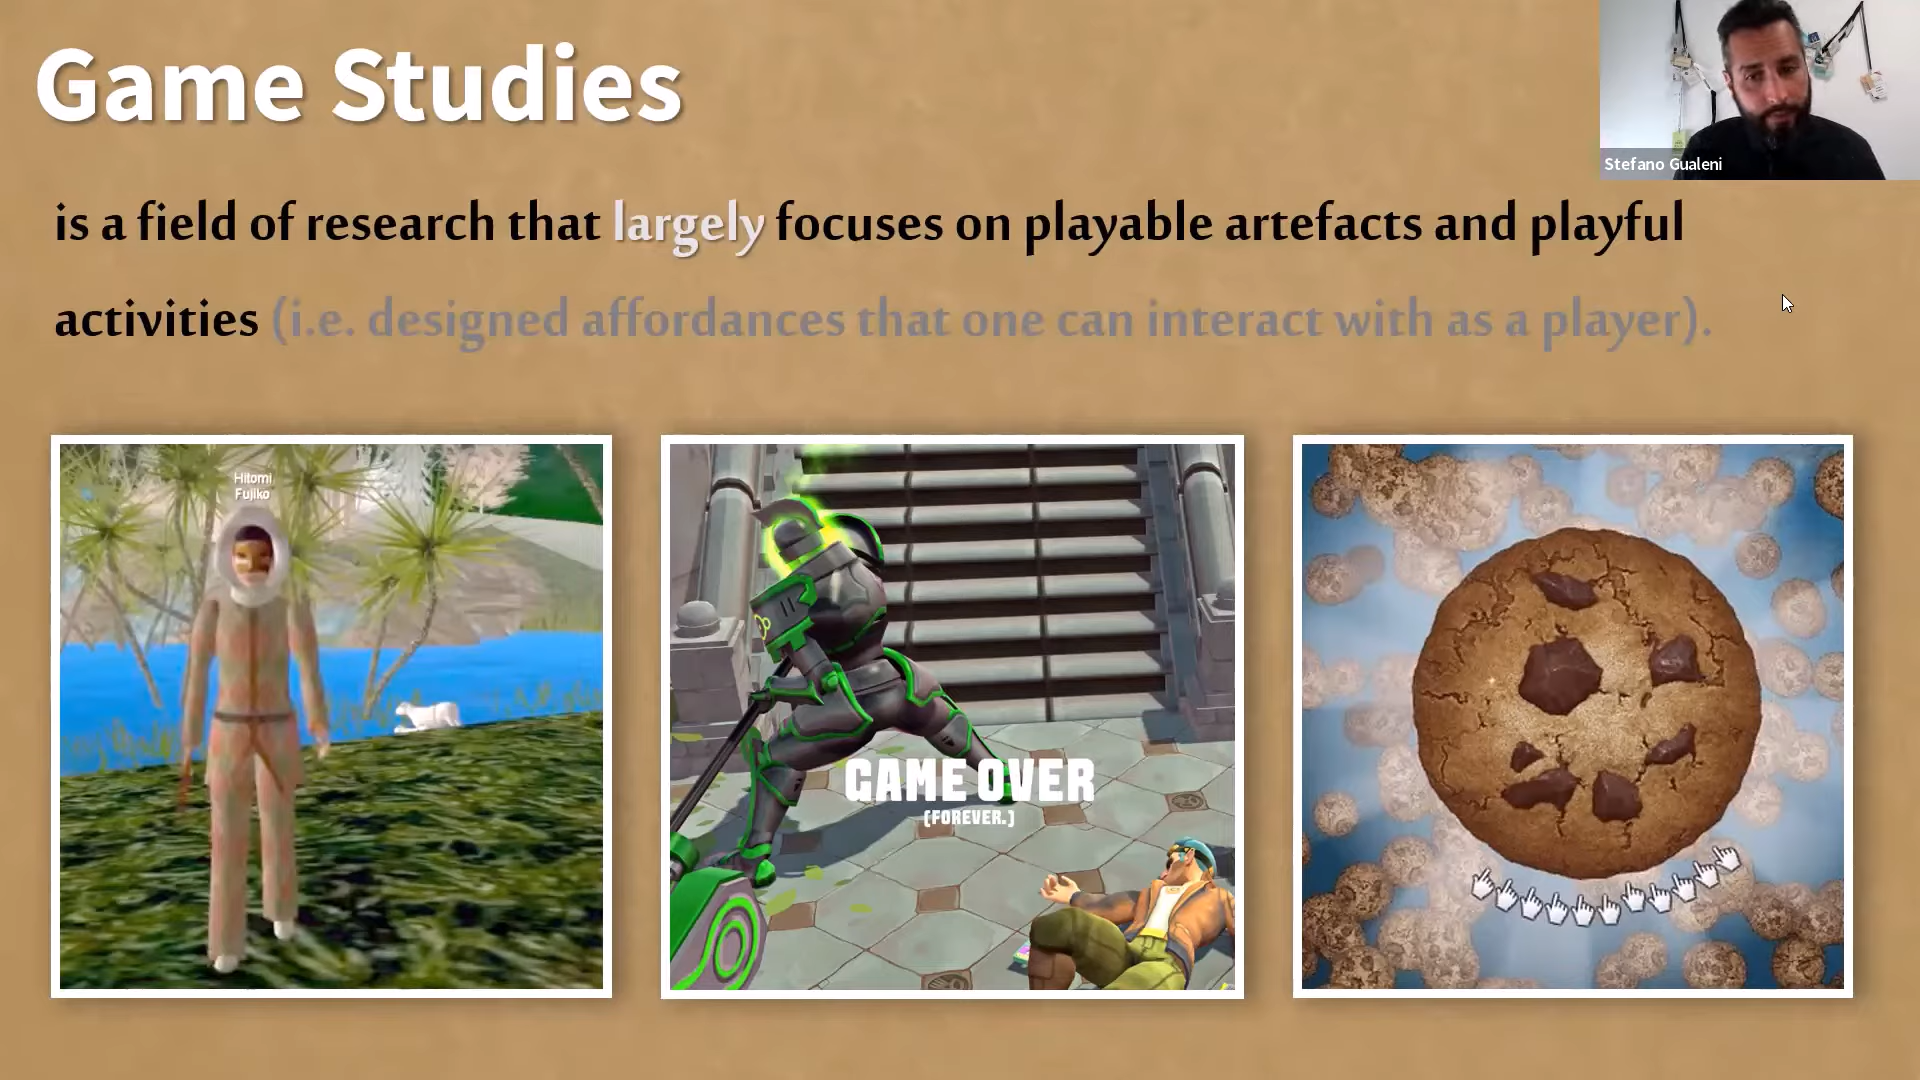 Game Studies
Stefano Gualeni
is a field of research that largely focuses on playable artefacts and playful
activities (i.e. designed affordances that one can interact with as a player).
Hitomi
Fujiko
GAME OVER
(FOREVER.)